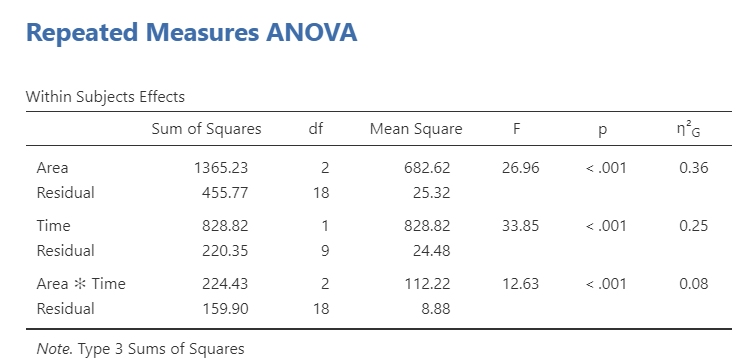 Repeated Measures ANOVA
Within Subjects Effects
Sum of Squares df Mean Square F p η²G
Area 1365.23 2 682.62 26.96 < .001 0.36
Residual 455.77 18 25.32
Time 828.82 1 828.82 33.85 < .001 0.25
Residual 220.35 9 24.48
Area ✻ Time 224.43 2 112.22 12.63 < .001 0.08
Residual 159.90 18 8.88
Note. Type 3 Sums of Squares